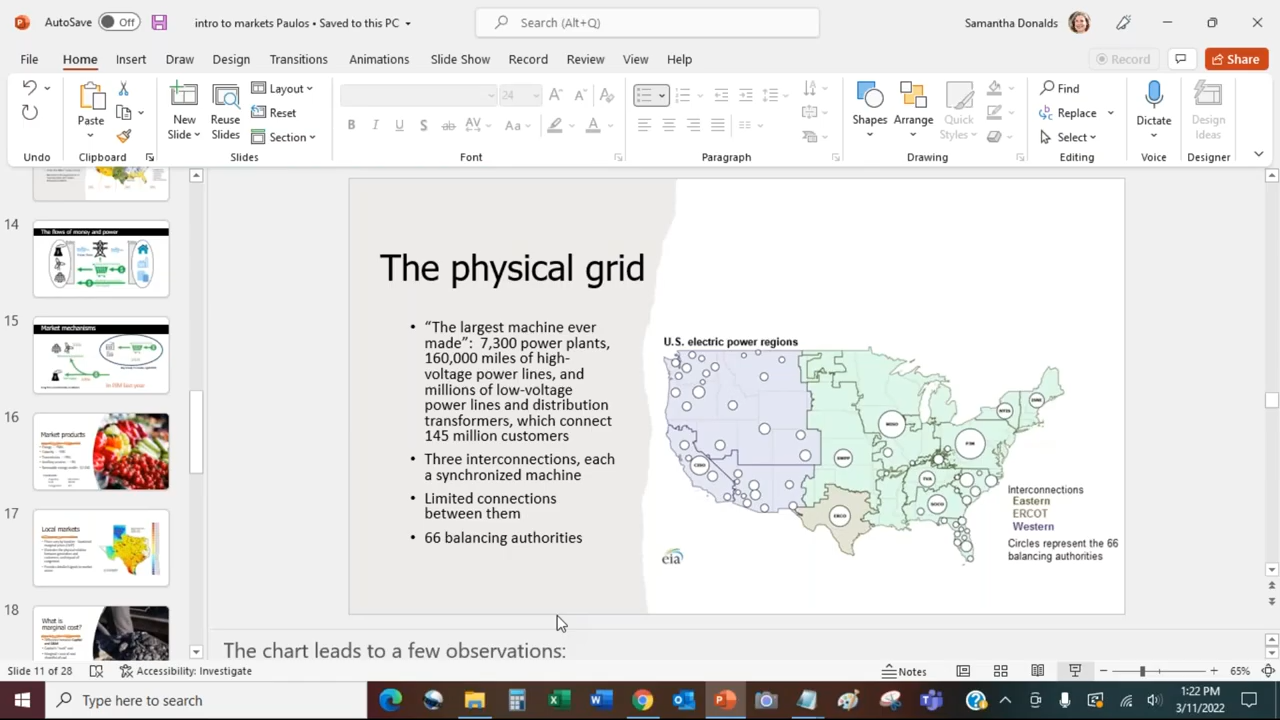 AutoSave Off intro to markets Paulos • Saved to this PC Search (Alt+Q) Samantha Donalds
File Home Insert Draw Design Transitions Animations Slide Show Record Review View Help Record Share
Paste New Slide Reuse Slides Layout Reset Section
Shapes Arrange Quick Styles Find Replace Select Dictate Design Ideas
Undo Clipboard Slides Font Paragraph Drawing Editing Voice Designer
14
The flows of money and power
15
Market mechanisms
16
Market products
17
Local markets
18
What is marginal cost?
The physical grid
• “The largest machine ever
made”: 7,300 power plants,
160,000 miles of high-
voltage power lines, and
millions of low-voltage
power lines and distribution
transformers, which connect
145 million customers
• Three interconnections, each
a synchronized machine
• Limited connections
between them
• 66 balancing authorities
U.S. electric power regions
MISO
PJM
TVA
SOCO
ERCO
Interconnections
Eastern
ERCOT
Western
Circles represent the 66
balancing authorities
eia
The chart leads to a few observations:
Slide 11 of 28 Accessibility: Investigate Notes 65%
Type here to search 1:22 PM
3/11/2022